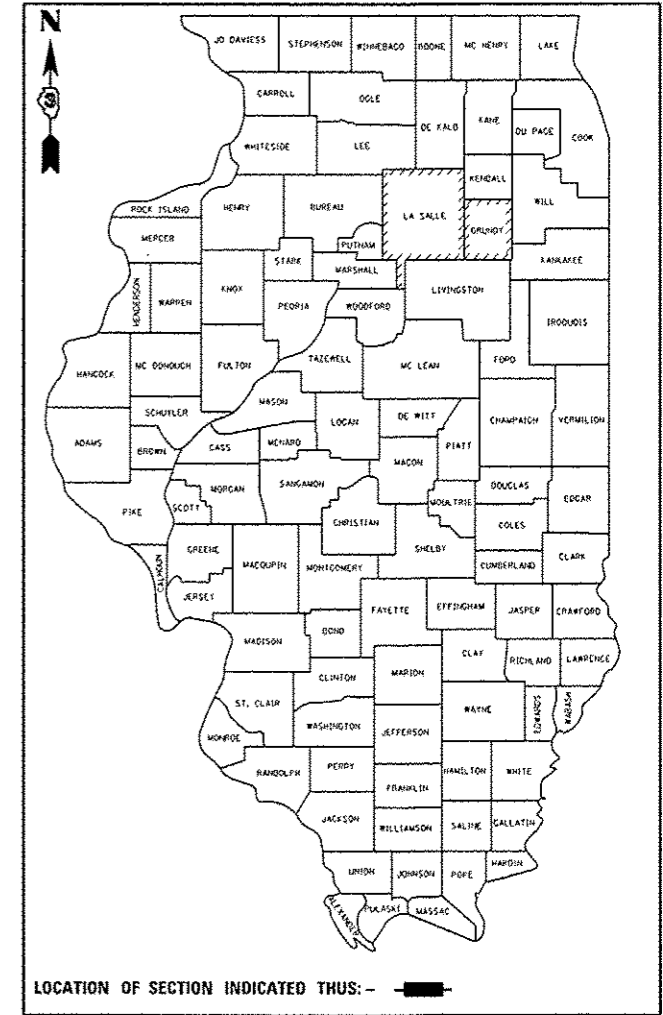 N
JO DAVIESS STEPHENSON WINNEBAGO BOONE MC HENRY LAKE
CARROLL OGLE DE KALB KANE DU PAGE COOK
WHITESIDE LEE KENDALL WILL
ROCK ISLAND HENRY BUREAU LA SALLE GRUNDY
MERCER PUTNAM KANKAKEE
HENDERSON WARREN KNOX STARK MARSHALL LIVINGSTON
PEORIA WOODFORD IROQUOIS
HANCOCK MC DONOUGH FULTON TAZEWELL MC LEAN FORD
SCHUYLER MASON LOGAN DE WITT CHAMPAIGN VERMILION
ADAMS BROWN CASS MENARD MACON PIATT
PIKE SCOTT MORGAN SANGAMON CHRISTIAN MOULTRIE DOUGLAS EDGAR
COLES
CALHOUN GREENE MACOUPIN MONTGOMERY SHELBY CUMBERLAND CLARK
JERSEY FAYETTE EFFINGHAM JASPER CRAWFORD
MADISON BOND CLAY RICHLAND LAWRENCE
CLINTON MARION
ST. CLAIR WASHINGTON JEFFERSON WAYNE EDWARDS WABASH
MONROE
RANDOLPH PERRY FRANKLIN HAMILTON WHITE
JACKSON WILLIAMSON SALINE GALLATIN
UNION JOHNSON POPE HARDIN
ALEXANDER PULASKI MASSAC
LOCATION OF SECTION INDICATED THUS: -